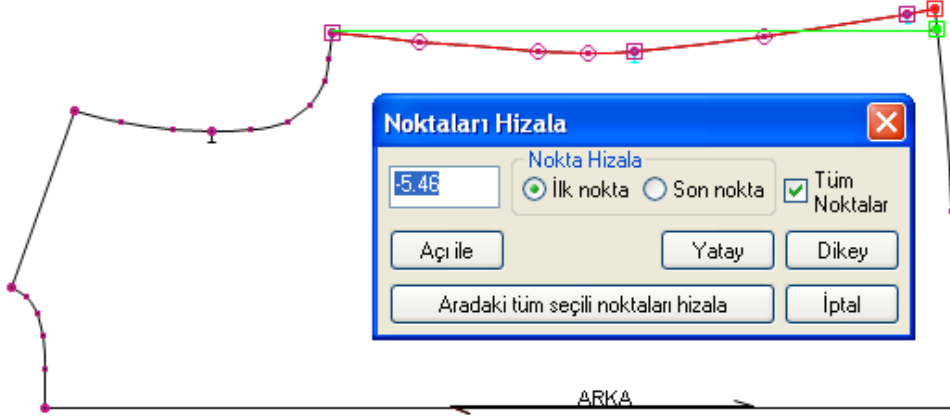 Noktaları Hizala
Nokta Hizala
-5.46
İlk nokta
Son nokta
Tüm
Noktalar
Açı ile
Yatay
Dikey
Aradaki tüm seçili noktaları hizala
İptal
ARKA